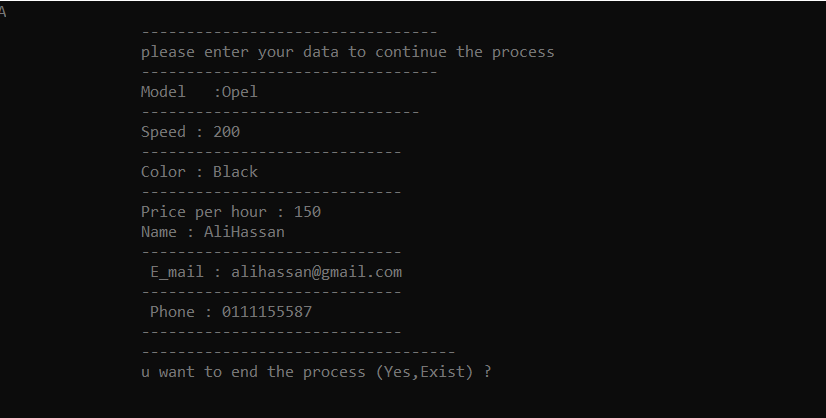 A
---------------------------------
please enter your data to continue the process
---------------------------------
Model   :Opel
-------------------------------
Speed : 200
-----------------------------
Color : Black
-----------------------------
Price per hour : 150
Name : AliHassan
-----------------------------
E_mail : alihassan@gmail.com
-----------------------------
Phone : 0111155587
-----------------------------
-----------------------------------
u want to end the process (Yes,Exist) ?